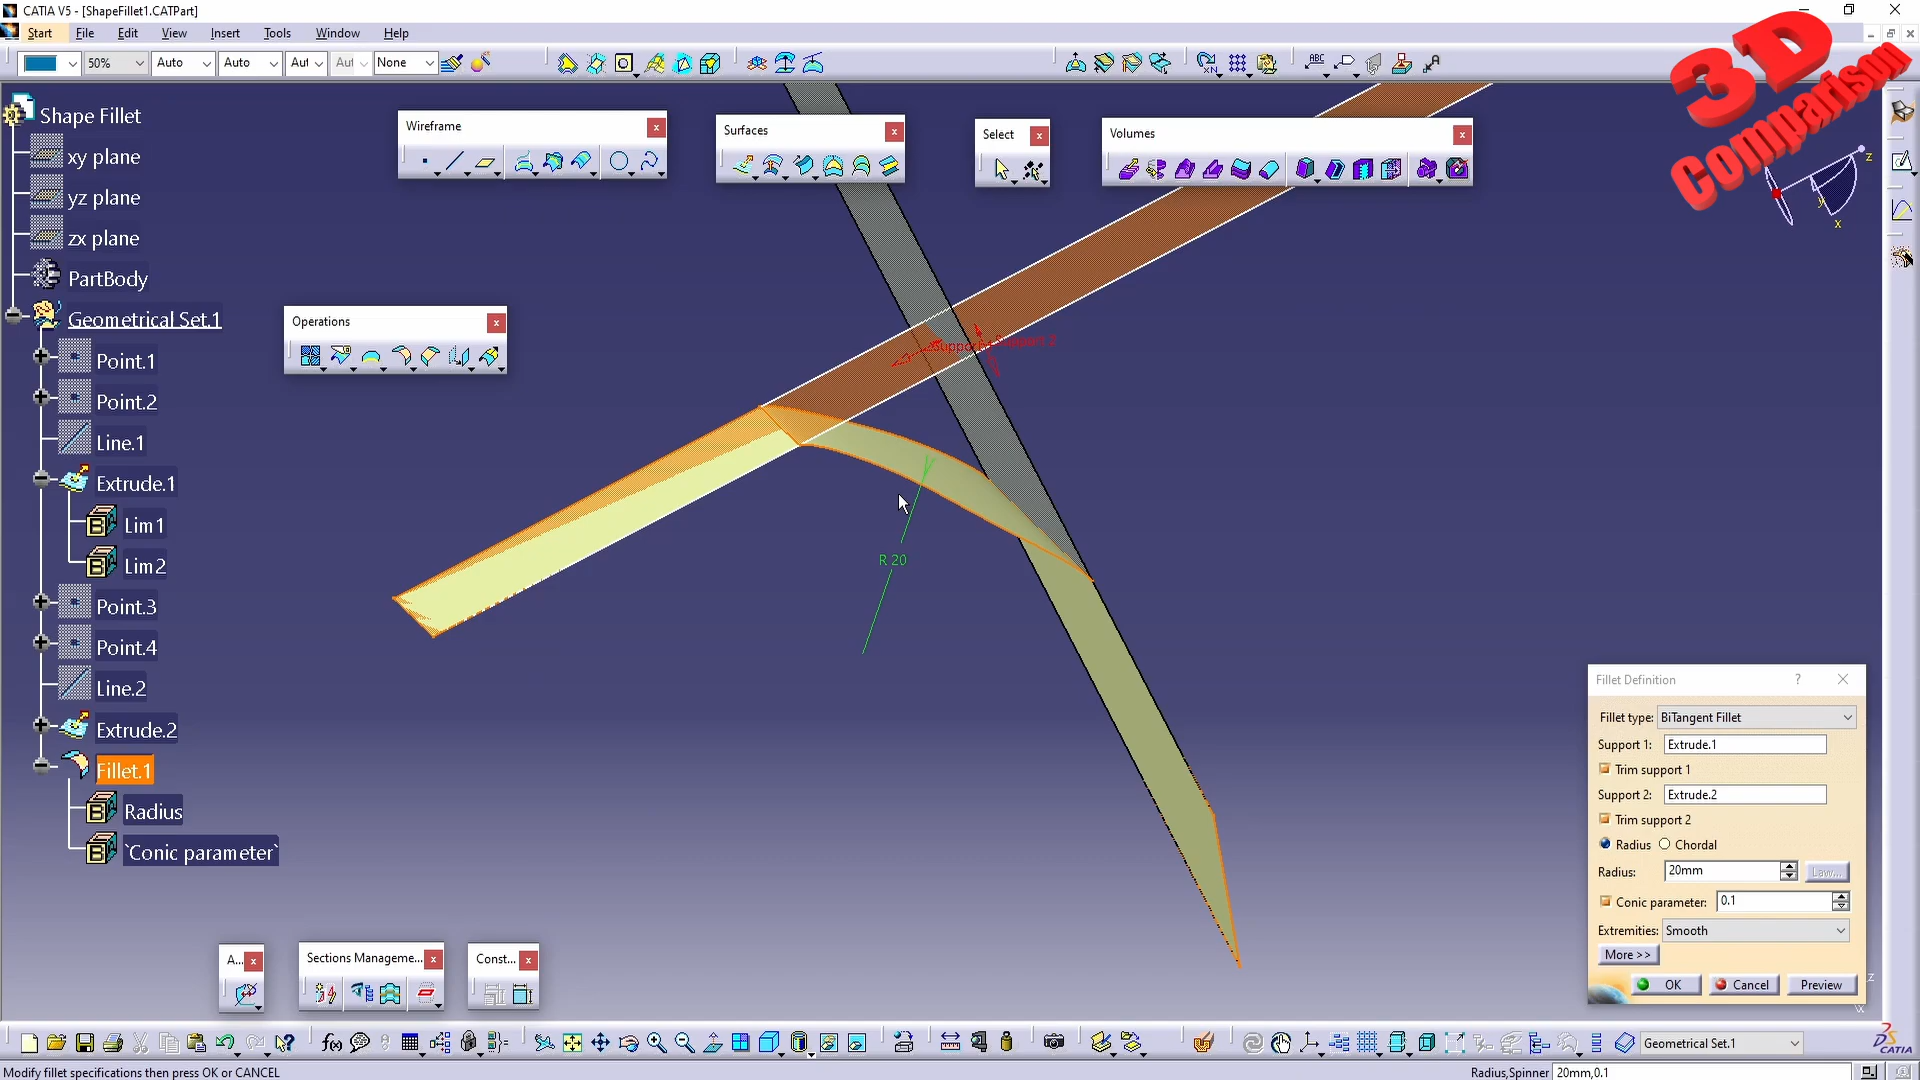 CATIA V5 - [ShapeFillet1.CATPart]
Start File Edit View Insert Tools Window Help
50% Auto Auto Aut Aut None
ABC
3D
Comparison
z
y
x
Shape Fillet
xy plane
yz plane
zx plane
PartBody
Geometrical Set.1
Point.1
Point.2
Line.1
Extrude.1
Lim1
Lim2
Point.3
Point.4
Line.2
Extrude.2
Fillet.1
Radius
`Conic parameter`
Wireframe
Surfaces
Select
Volumes
Operations
R 20
Fillet Definition ?
Fillet type: BiTangent Fillet
Support 1: Extrude.1
Trim support 1
Support 2: Extrude.2
Trim support 2
Radius Chordal
Radius: 20mm Law...
Conic parameter: 0.1
Extremities: Smooth
More >>
OK Cancel Preview
A...
Sections Manageme...
Const...
f(x)
Geometrical Set.1
CATIA
Modify fillet specifications then press OK or CANCEL
Radius,Spinner 20mm,0.1